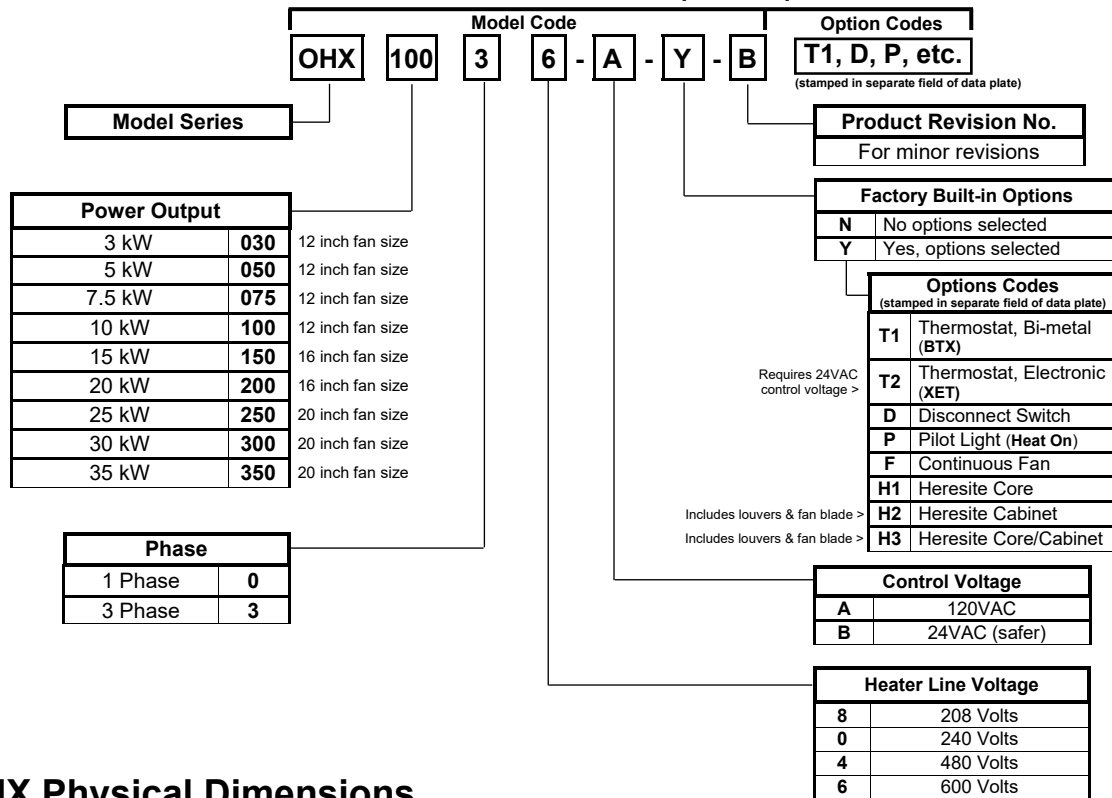 Model Code
Option Codes
OHX 100 3 6 - A - Y - B T1, D, P, etc.
(stamped in separate field of data plate)
Model Series
Product Revision No.
For minor revisions
Power Output
3 kW 030 12 inch fan size
5 kW 050 12 inch fan size
7.5 kW 075 12 inch fan size
10 kW 100 12 inch fan size
15 kW 150 16 inch fan size
20 kW 200 16 inch fan size
25 kW 250 20 inch fan size
30 kW 300 20 inch fan size
35 kW 350 20 inch fan size
Factory Built-in Options
N No options selected
Y Yes, options selected
Options Codes
(stamped in separate field of data plate)
T1 Thermostat, Bi-metal
(BTX)
Requires 24VAC
control voltage >
T2 Thermostat, Electronic
(XET)
D Disconnect Switch
P Pilot Light (Heat On)
F Continuous Fan
H1 Heresite Core
Includes louvers & fan blade > H2 Heresite Cabinet
Includes louvers & fan blade > H3 Heresite Core/Cabinet
Phase
1 Phase 0
3 Phase 3
Control Voltage
A 120VAC
B 24VAC (safer)
Heater Line Voltage
8 208 Volts
0 240 Volts
4 480 Volts
6 600 Volts
Physical Dimensions